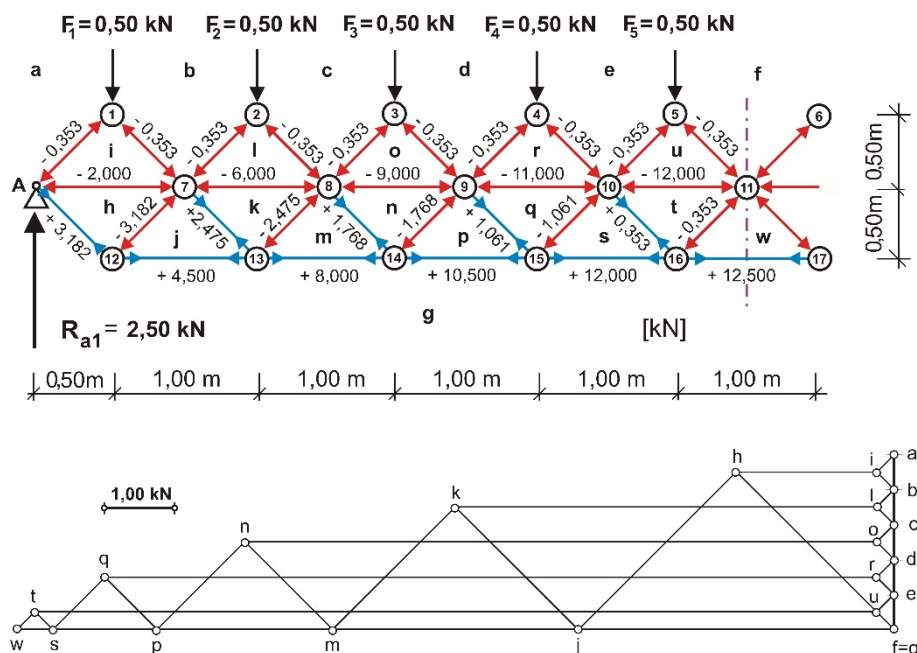 F1=0,50 kN F2=0,50 kN F3=0,50 kN F4=0,50 kN F5=0,50 kN
a b c d e f
1 2 3 4 5 6
- 0,353 - 0,353 - 0,353 - 0,353 - 0,353 - 0,353 - 0,353 - 0,353 - 0,353 - 0,353
i l o r u
- 2,000 - 6,000 - 9,000 - 11,000 - 12,000
A 7 8 9 10 11
h k n q t
+ 3,182 - 3,182 +2,475 - 2,475 + 1,768 - 1,768 + 1,061 - 1,061 + 0,353 - 0,353
j m p s w
12 13 14 15 16 17
+ 4,500 + 8,000 + 10,500 + 12,000 + 12,500
0,50m
0,50m
g
Ra1 = 2,50 kN [kN]
0,50m 1,00 m 1,00 m 1,00 m 1,00 m 1,00 m
1,00 kN
h i a
k l b
n o c
q r d
t u e
w s p m j f=g